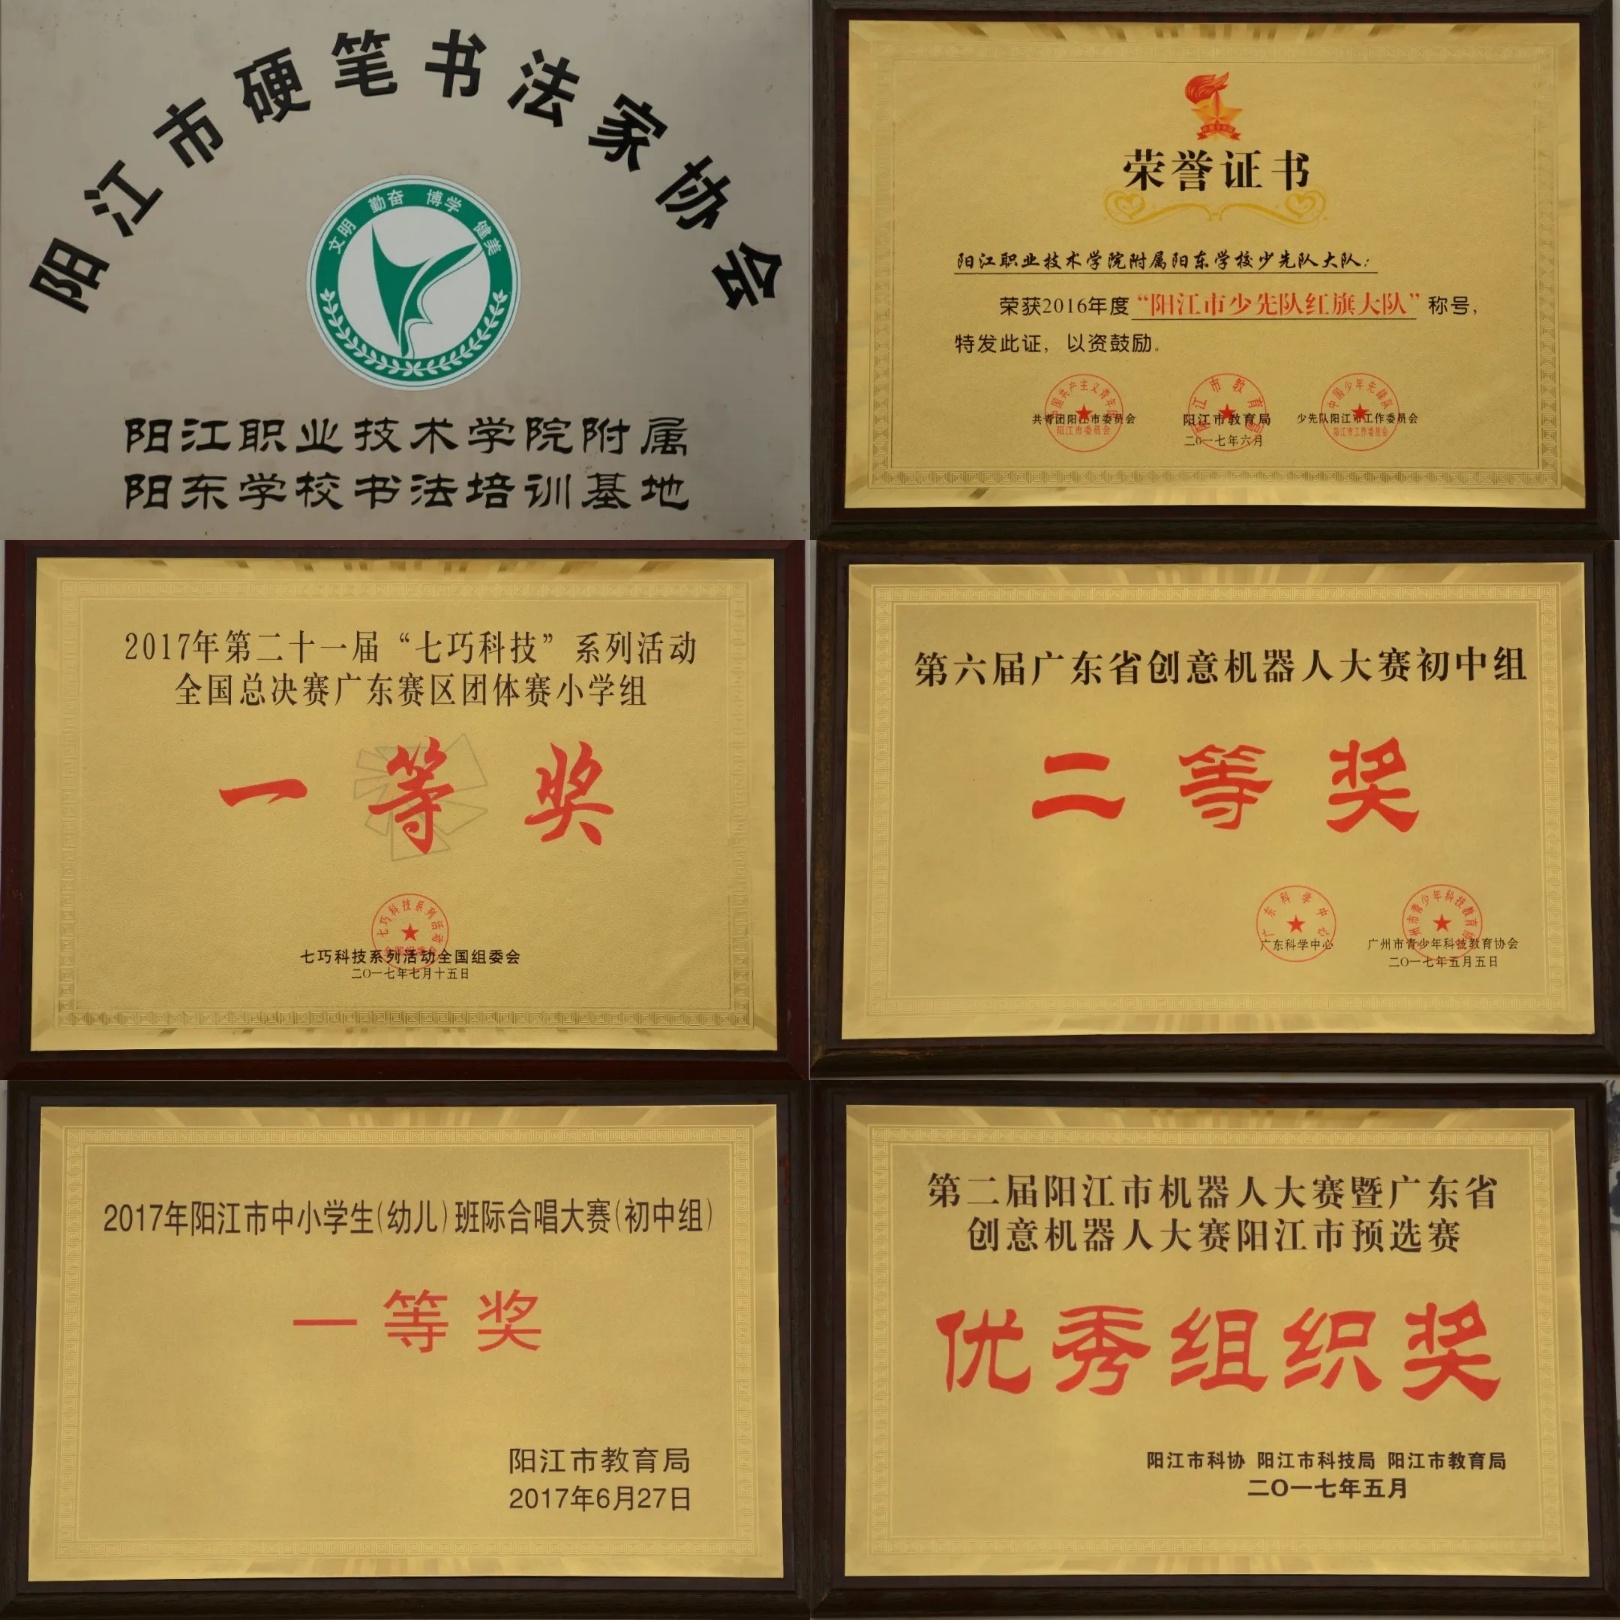 阳江市硬笔书法家协会
文明 勤奋 博学 健美
阳江职业技术学院附属
阳东学校书法培训基地
荣誉证书
阳江职业技术学院附属阳东学校少先队大队：
荣获2016年度“阳江市少先队红旗大队”称号，
特发此证，以资鼓励。
共青团阳江市委员会 阳江市教育局 少先队阳江市工作委员会
二〇一七年六月
2017年第二十一届“七巧科技”系列活动
全国总决赛广东赛区团体赛小学组
一等奖
七巧科技系列活动全国组委会
二〇一七年七月十五日
第六届广东省创意机器人大赛初中组
二等奖
广东科学中心 广州市青少年科技教育协会
二〇一七年五月五日
2017年阳江市中小学生(幼儿)班际合唱大赛(初中组)
一等奖
阳江市教育局
2017年6月27日
第二届阳江市机器人大赛暨广东省
创意机器人大赛阳江市预选赛
优秀组织奖
阳江市科协 阳江市科技局 阳江市教育局
二〇一七年五月